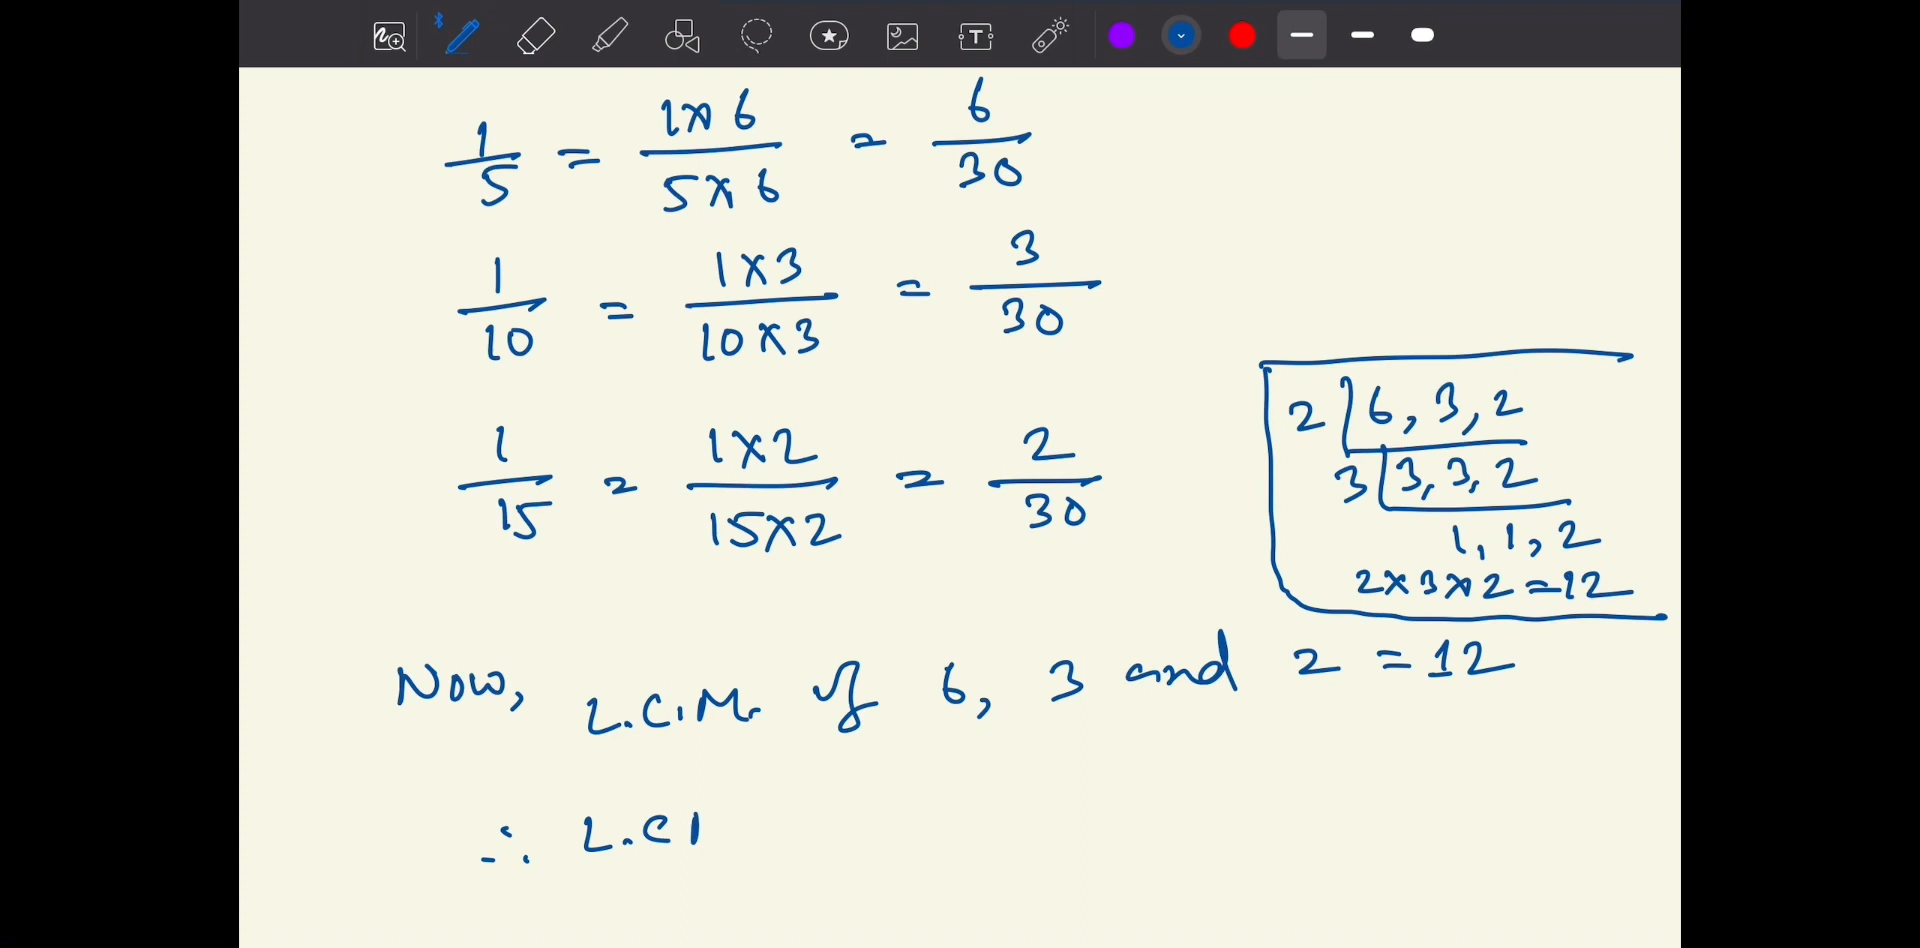 1/5 = 1×6/5×6 = 6/30
1/10 = 1×3/10×3 = 3/30
1/15 = 1×2/15×2 = 2/30
2 | 6, 3, 2
3 | 3, 3, 2
1, 1, 2
2×3×2=12
Now, L.C.M. of 6, 3 and 2 = 12
∴ L.C